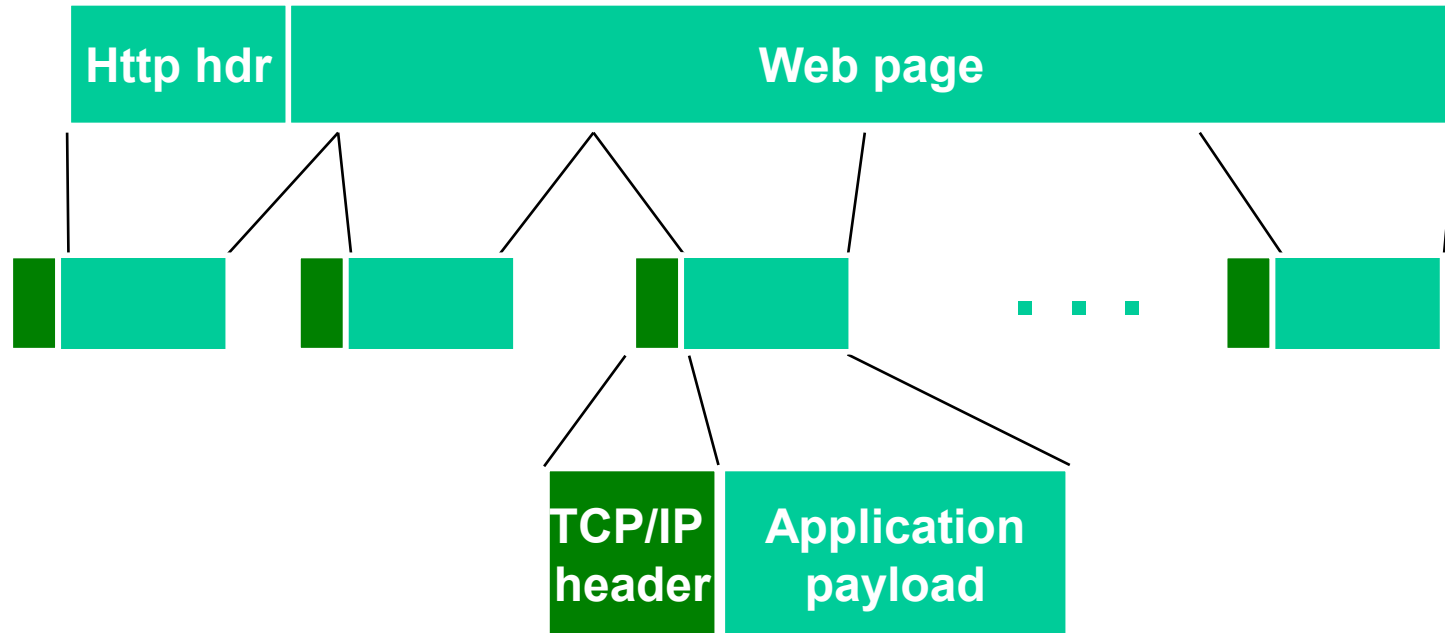 Http hdr
Web page
TCP/IP
header
Application
payload